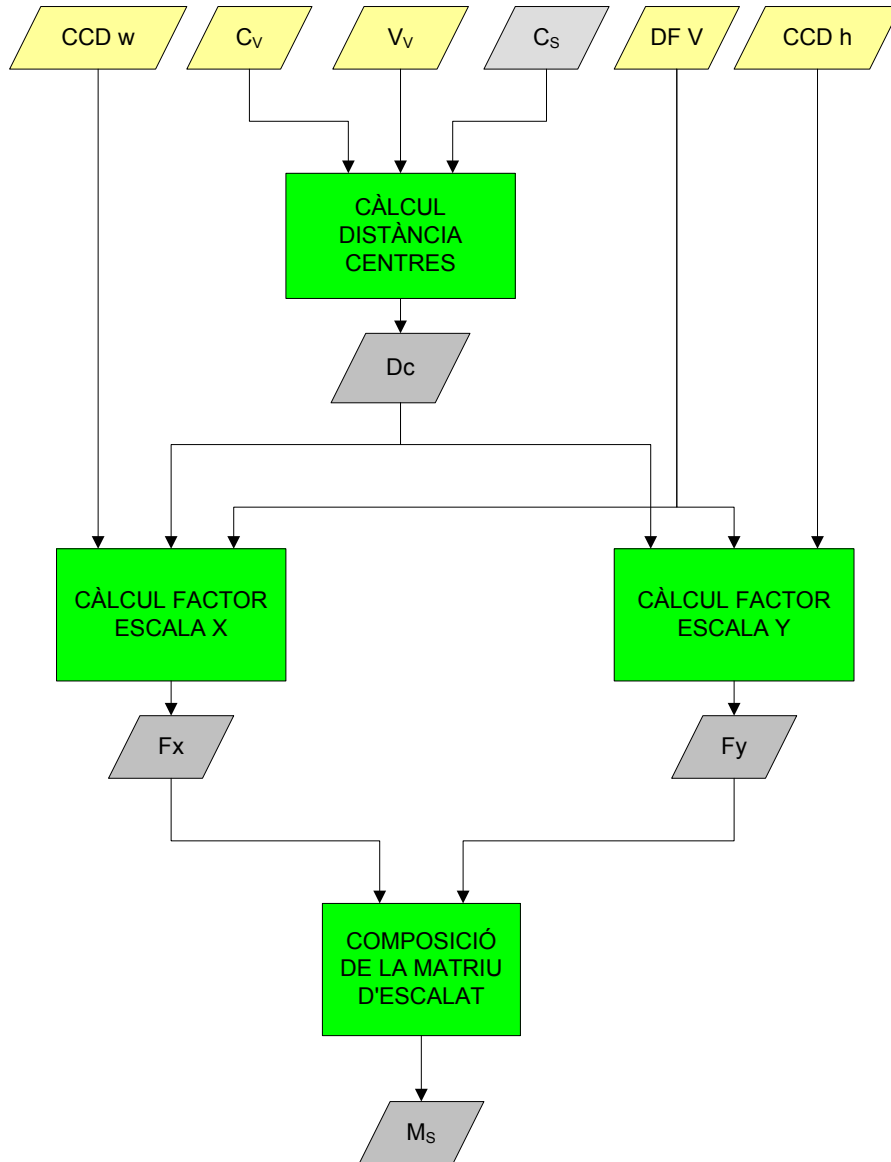 CCD w
CV
VV
CS
DF V
CCD h
CÀLCUL
DISTÀNCIA
CENTRES
Dc
CÀLCUL FACTOR
ESCALA X
CÀLCUL FACTOR
ESCALA Y
Fx
Fy
COMPOSICIÓ
DE LA MATRIU
D'ESCALAT
MS